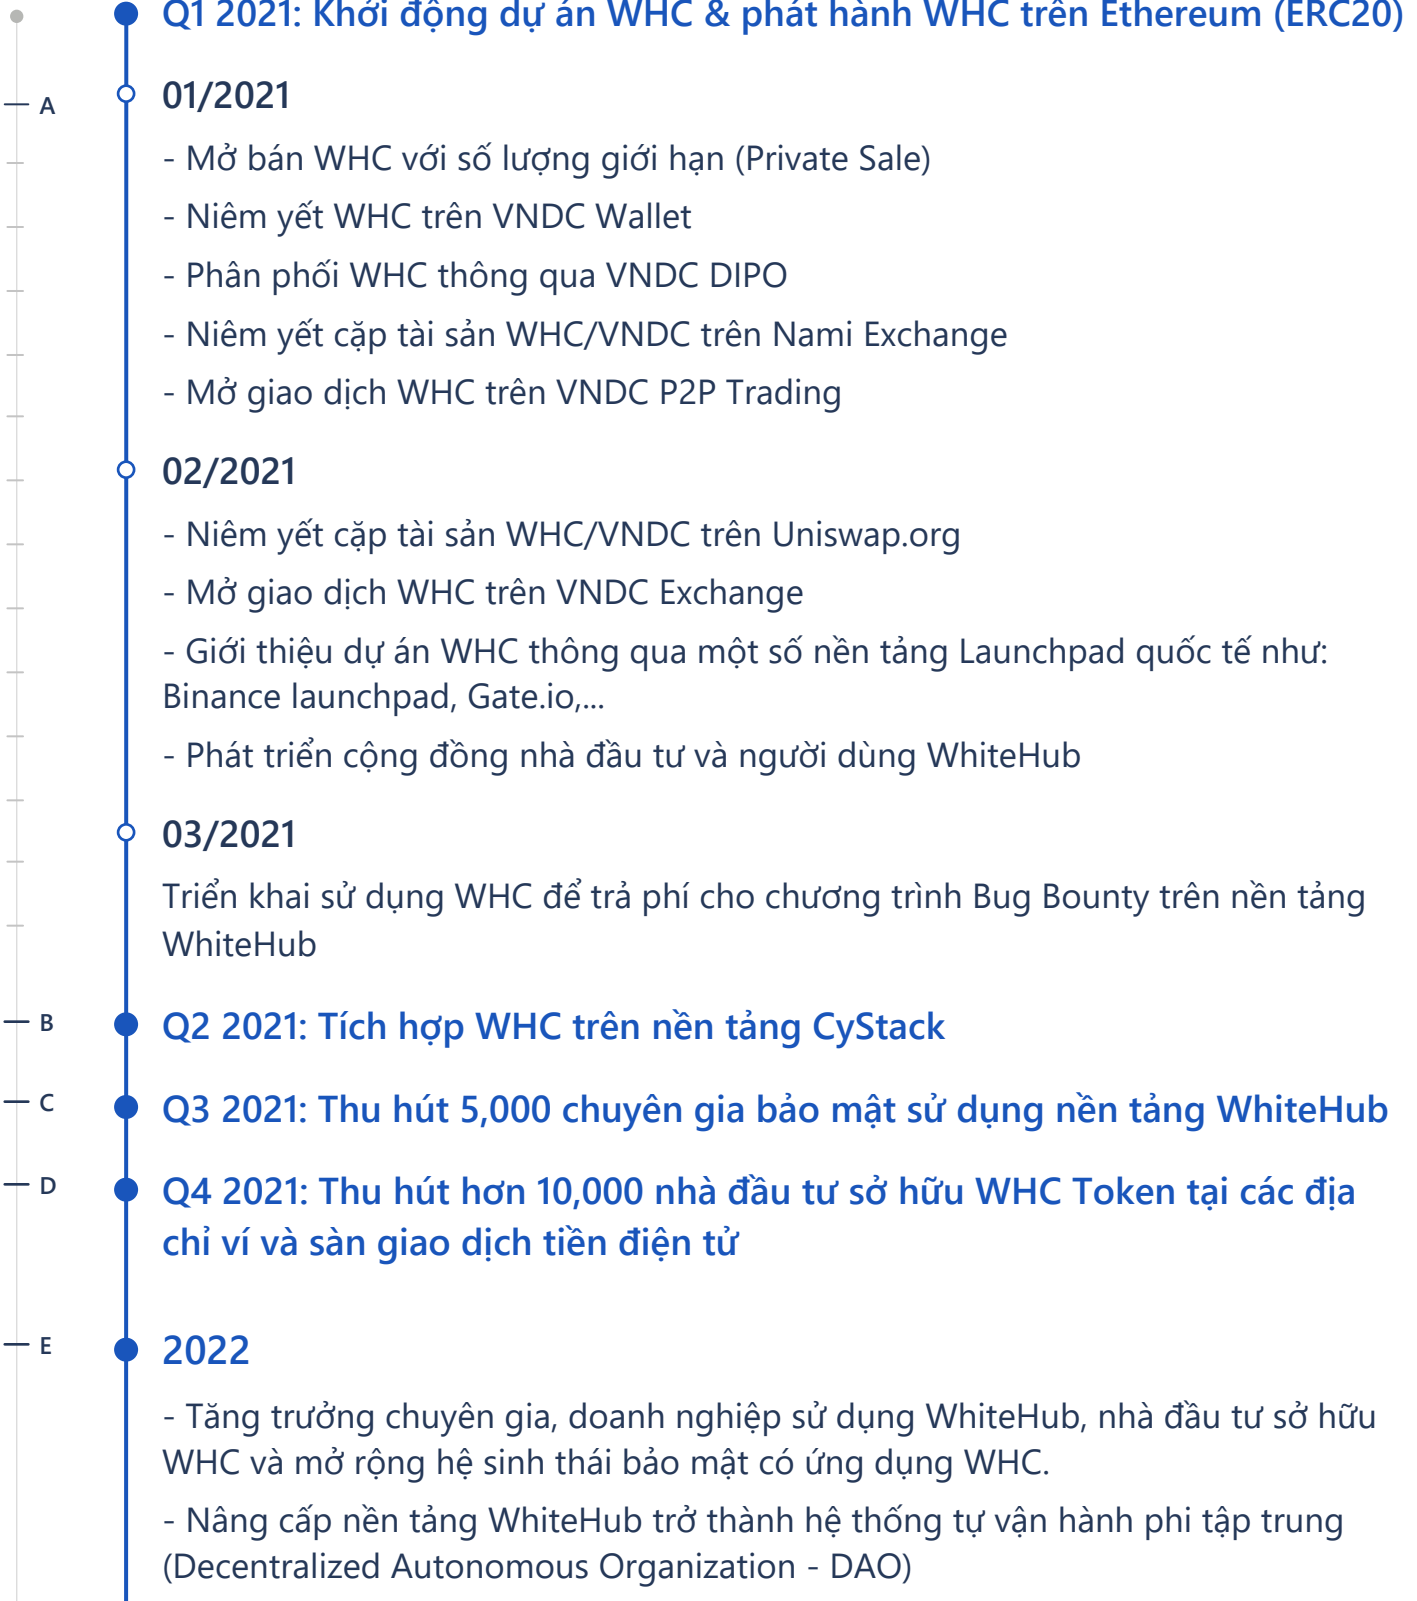 Q1 2021: Khởi động dự án WHC & phát hành WHC trên Ethereum (ERC20)
A
01/2021
- Mở bán WHC với số lượng giới hạn (Private Sale)
- Niêm yết WHC trên VNDC Wallet
- Phân phối WHC thông qua VNDC DIPO
- Niêm yết cặp tài sản WHC/VNDC trên Nami Exchange
- Mở giao dịch WHC trên VNDC P2P Trading
02/2021
- Niêm yết cặp tài sản WHC/VNDC trên Uniswap.org
- Mở giao dịch WHC trên VNDC Exchange
- Giới thiệu dự án WHC thông qua một số nền tảng Launchpad quốc tế như:
Binance launchpad, Gate.io,...
- Phát triển cộng đồng nhà đầu tư và người dùng WhiteHub
03/2021
Triển khai sử dụng WHC để trả phí cho chương trình Bug Bounty trên nền tảng
WhiteHub
B
Q2 2021: Tích hợp WHC trên nền tảng CyStack
C
Q3 2021: Thu hút 5,000 chuyên gia bảo mật sử dụng nền tảng WhiteHub
D
Q4 2021: Thu hút hơn 10,000 nhà đầu tư sở hữu WHC Token tại các địa
chỉ ví và sàn giao dịch tiền điện tử
E
2022
- Tăng trưởng chuyên gia, doanh nghiệp sử dụng WhiteHub, nhà đầu tư sở hữu
WHC và mở rộng hệ sinh thái bảo mật có ứng dụng WHC.
- Nâng cấp nền tảng WhiteHub trở thành hệ thống tự vận hành phi tập trung
(Decentralized Autonomous Organization - DAO)